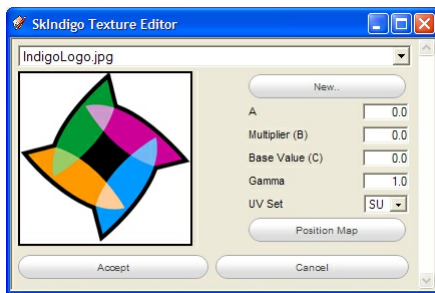 SkIndigo Texture Editor
IndigoLogo.jpg
New..
A 0.0
Multiplier (B) 0.0
Base Value (C) 0.0
Gamma 1.0
UV Set SU
Position Map
Accept Cancel